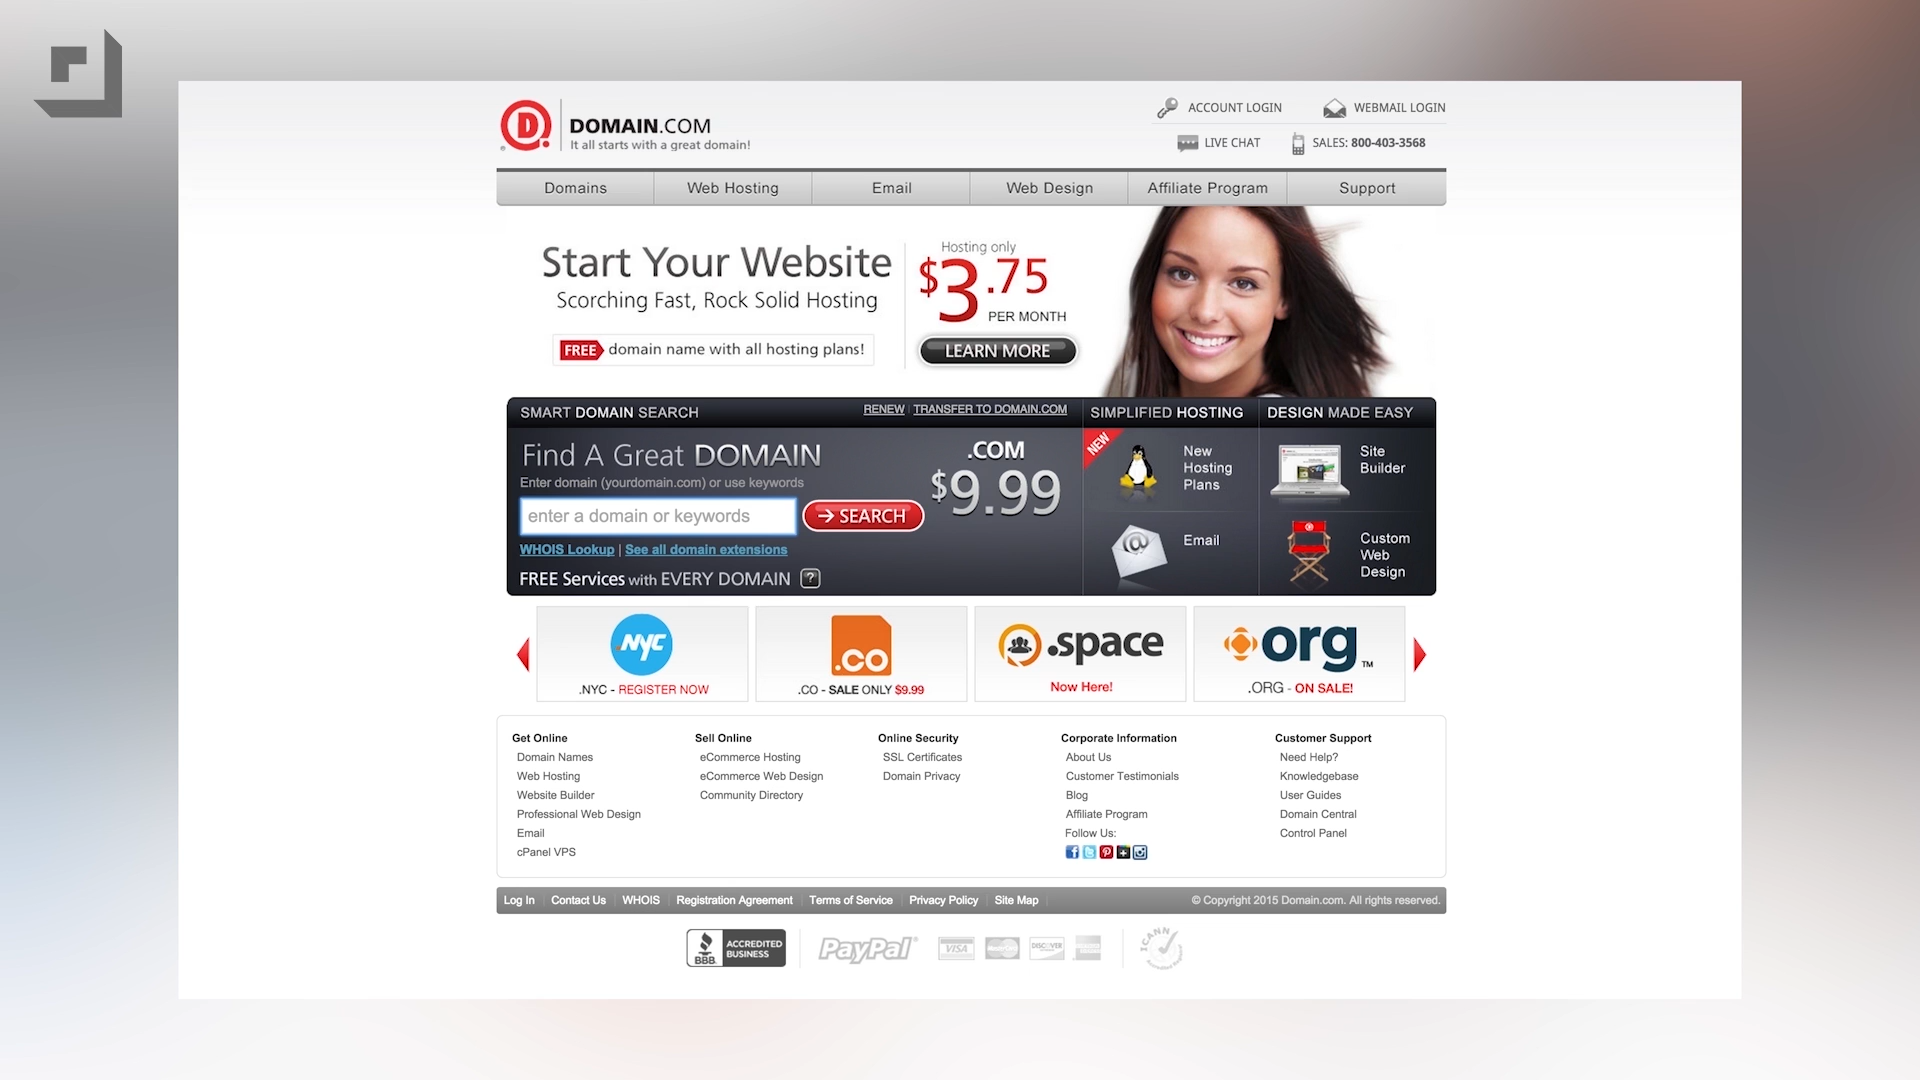 D
DOMAIN.COM
It all starts with a great domain!
ACCOUNT LOGIN
WEBMAIL LOGIN
LIVE CHAT
SALES: 800-403-3568
Domains
Web Hosting
Email
Web Design
Affiliate Program
Support
Start Your Website
Scorching Fast, Rock Solid Hosting
FREE domain name with all hosting plans!
Hosting only
$3.75
PER MONTH
LEARN MORE
SMART DOMAIN SEARCH
RENEW | TRANSFER TO DOMAIN.COM
Find A Great DOMAIN
Enter domain (yourdomain.com) or use keywords
enter a domain or keywords
→ SEARCH
WHOIS Lookup | See all domain extensions
FREE Services with EVERY DOMAIN ?
.COM
$9.99
SIMPLIFIED HOSTING
NEW
New
Hosting
Plans
@
Email
DESIGN MADE EASY
Site
Builder
Custom
Web
Design
.NYC
.NYC - REGISTER NOW
.co
.CO - SALE ONLY $9.99
.space
Now Here!
org TM
.ORG - ON SALE!
Get Online
Domain Names
Web Hosting
Website Builder
Professional Web Design
Email
cPanel VPS
Sell Online
eCommerce Hosting
eCommerce Web Design
Community Directory
Online Security
SSL Certificates
Domain Privacy
Corporate Information
About Us
Customer Testimonials
Blog
Affiliate Program
Follow Us:
Customer Support
Need Help?
Knowledgebase
User Guides
Domain Central
Control Panel
Log In
Contact Us
WHOIS
Registration Agreement
Terms of Service
Privacy Policy
Site Map
© Copyright 2015 Domain.com. All rights reserved.
BBB.
ACCREDITED
BUSINESS
PayPal®
VISA
MasterCard
DISCOVER
ICANN